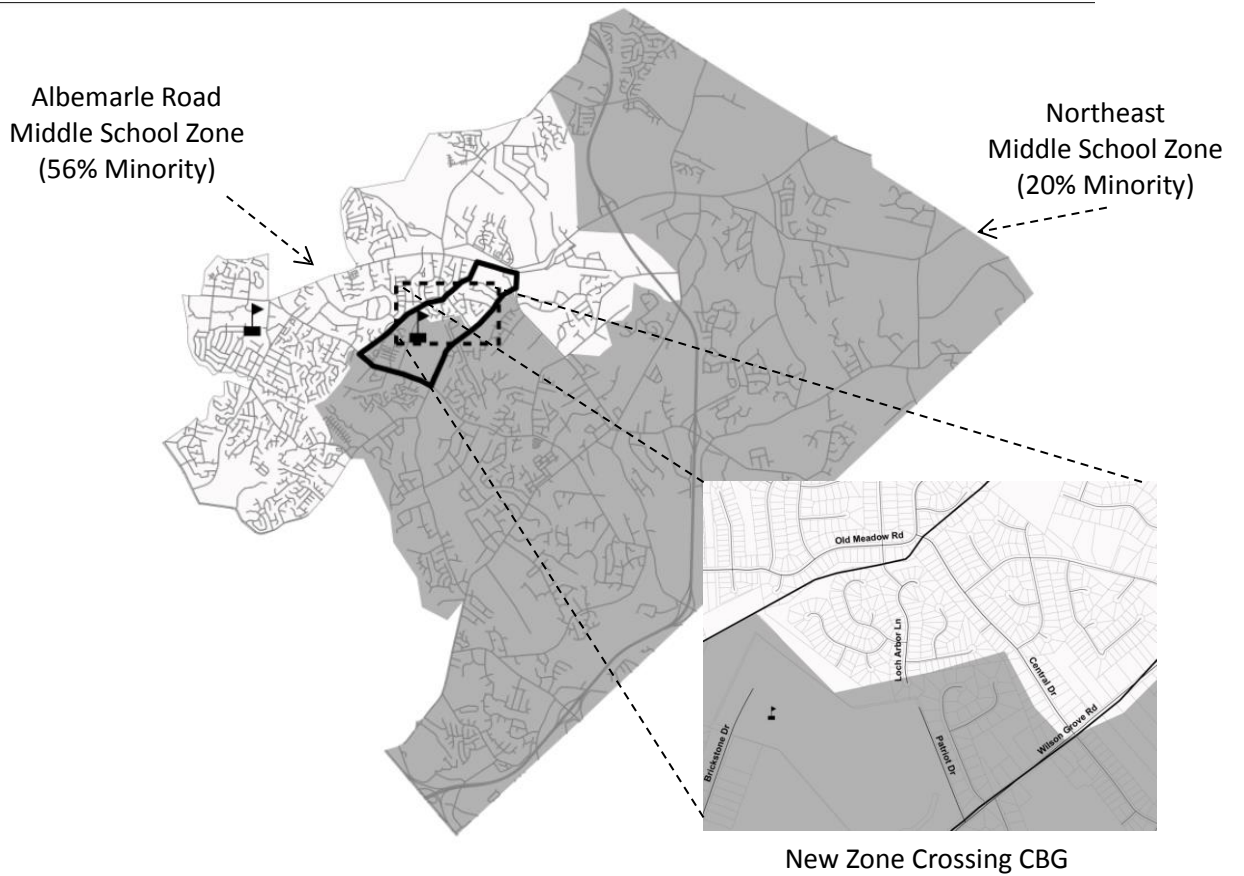 Albemarle Road
Middle School Zone
(56% Minority)
Northeast
Middle School Zone
(20% Minority)
Old Meadow Rd
Loch Arbor Ln
Central Dr
Wilson Grove Rd
Patriot Dr
Brickstone Dr
New Zone Crossing CBG